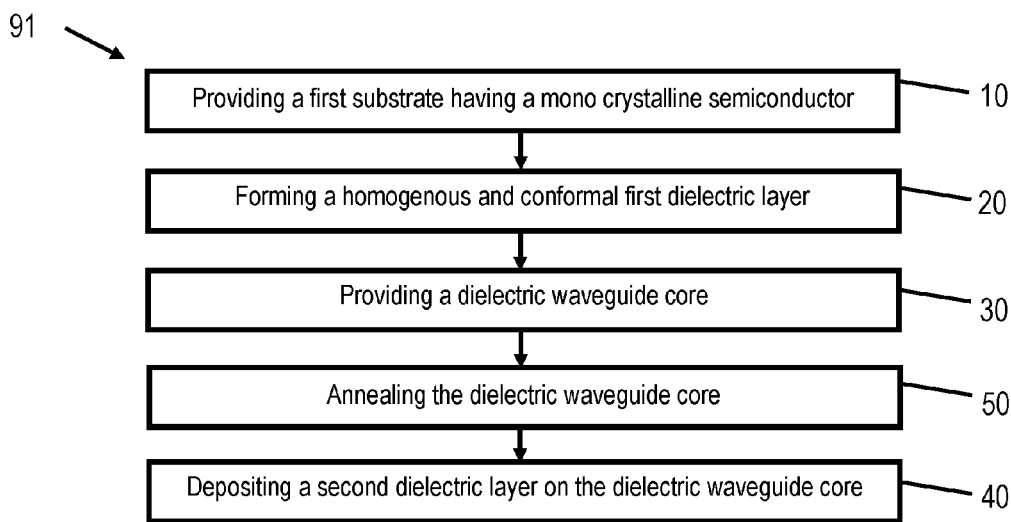 91
Providing a first substrate having a mono crystalline semiconductor
10
Forming a homogenous and conformal first dielectric layer
20
Providing a dielectric waveguide core
30
Annealing the dielectric waveguide core
50
Depositing a second dielectric layer on the dielectric waveguide core
40